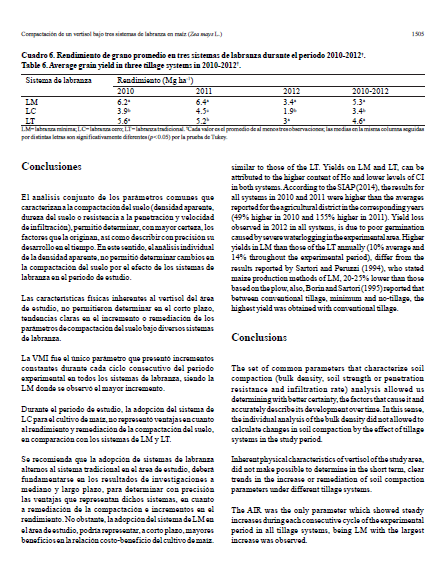 Compactación de un vertisol bajo tres sistemas de labranza en maíz (Zea mays L.) 1505
Cuadro 6. Rendimiento de grano promedio en tres sistemas de labranza durante el periodo 2010-2012¹.
Table 6. Average grain yield in three tillage systems in 2010-2012¹.
Sistema de labranza Rendimiento (Mg ha⁻¹)
2010 2011 2012 2010-2012
LM 6.2ª 6.4ª 3.4ª 5.3ª
LC 3.9ᵇ 4.5ᵇ 1.9ᵇ 3.4ᵇ
LT 5.6ª 5.2ᵇ 3ª 4.6ª
LM= labranza mínima; LC= labranza cero; LT= labranza tradicional. ¹Cada valor es el promedio de al menos tres observaciones; las medias en la misma columna seguidas
por distintas letras son significativamente diferentes (p<0.05) por la prueba de Tukey.
Conclusiones
El análisis conjunto de los parámetros comunes que
caracterizan a la compactación del suelo (densidad aparente,
dureza del suelo o resistencia a la penetración y velocidad
de infiltración), permitió determinar, con mayor certeza, los
factores que la originan, así como describir con precisión su
desarrollo en el tiempo. En este sentido, el análisis individual
de la densidad aparente, no permitió determinar cambios en
la compactación del suelo por el efecto de los sistemas de
labranza en el periodo de estudio.
Las características físicas inherentes al vertisol del área
de estudio, no permitieron determinar en el corto plazo,
tendencias claras en el incremento o remediación de los
parámetros de compactación del suelo bajo diversos sistemas
de labranza.
La VMI fue el único parámetro que presentó incrementos
constantes durante cada ciclo consecutivo del periodo
experimental en todos los sistemas de labranza, siendo la
LM donde se observó el mayor incremento.
Durante el periodo de estudio, la adopción del sistema de
LC para el cultivo de maíz, no representó ventajas en cuanto
al rendimiento y remediación de la compactación del suelo,
en comparación con los sistemas de LM y LT.
Se recomienda que la adopción de sistemas de labranza
alternos al sistema tradicional en el área de estudio, deberá
fundamentarse en los resultados de investigaciones a
mediano y largo plazo, para determinar con precisión
las ventajas que representan dichos sistemas, en cuanto
a remediación de la compactación e incrementos en el
rendimiento. No obstante, la adopción del sistema de LM en
el área de estudio, podría representar, a corto plazo, mayores
beneficios en la relación costo-beneficio del cultivo de maíz.
similar to those of the LT. Yields on LM and LT, can be
attributed to the higher content of Ho and lower levels of CI
in both systems. According to the SIAP (2014), the results for
all systems in 2010 and 2011 were higher than the averages
reported for the agricultural district in the corresponding years
(49% higher in 2010 and 155% higher in 2011). Yield loss
observed in 2012 in all systems, is due to poor germination
caused by severe waterlogging in the experimental area. Higher
yields in LM than those of the LT annually (10% average and
14% throughout the experimental period), differ from the
results reported by Sartori and Peruzzi (1994), who stated
maize production LM, 20-25% lower than those
based on the plow, also, Borin and Sartori (1995) reported that
between conventional tillage, minimum and no-tillage, the
highest yield was obtained with conventional tillage.
Conclusions
The set of common parameters that characterize soil
compaction (bulk density, soil strength or penetration
resistance and infiltration rate) analysis allowed us
determining with better certainty, the factors that cause it and
accurately describe its development over time. In this sense,
the individual analysis of the bulk density did not allowed to
calculate changes in soil compaction by the effect of tillage
systems in the study period.
Inherent physical characteristics of vertisol of the study area,
did not make possible to determine in the short term, clear
trends in the increase or remediation of soil compaction
parameters under different tillage systems.
The AIR was the only parameter which showed steady
increases during each consecutive cycle of the experimental
period in all tillage systems, being LM with the largest
increase was observed.